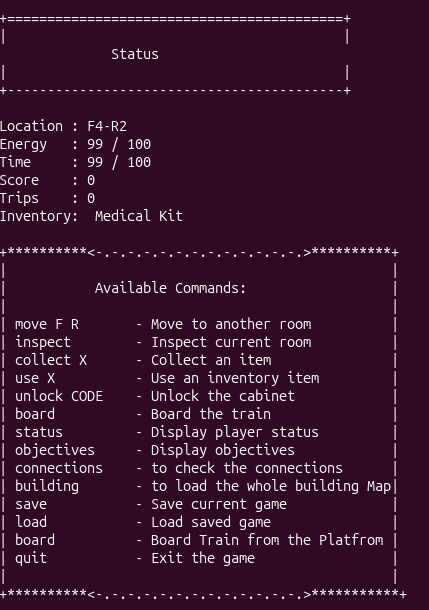 +==========================================+
|                                          |
              Status
|                                          |
+------------------------------------------+

Location : F4-R2
Energy   : 99 / 100
Time     : 99 / 100
Score    : 0
Trips    : 0
Inventory:  Medical Kit

+**********<-.-.-.-.-.-.-.-.-.-.-.-.-.>**********+
|                                                |
|           Available Commands:                  |
|                                                |
| move F R       - Move to another room          |
| inspect        - Inspect current room          |
| collect X      - Collect an item               |
| use X          - Use an inventory item         |
| unlock CODE    - Unlock the cabinet            |
| board          - Board the train               |
| status         - Display player status         |
| objectives     - Display objectives            |
| connections    - to check the connections      |
| building       - to load the whole building Map|
| save           - Save current game             |
| load           - Load saved game               |
| board          - Board Train from the Platfrom |
| quit           - Exit the game                 |
|                                                |
+**********<-.-.-.-.-.-.-.-.-.-.-.-.-.>***********+